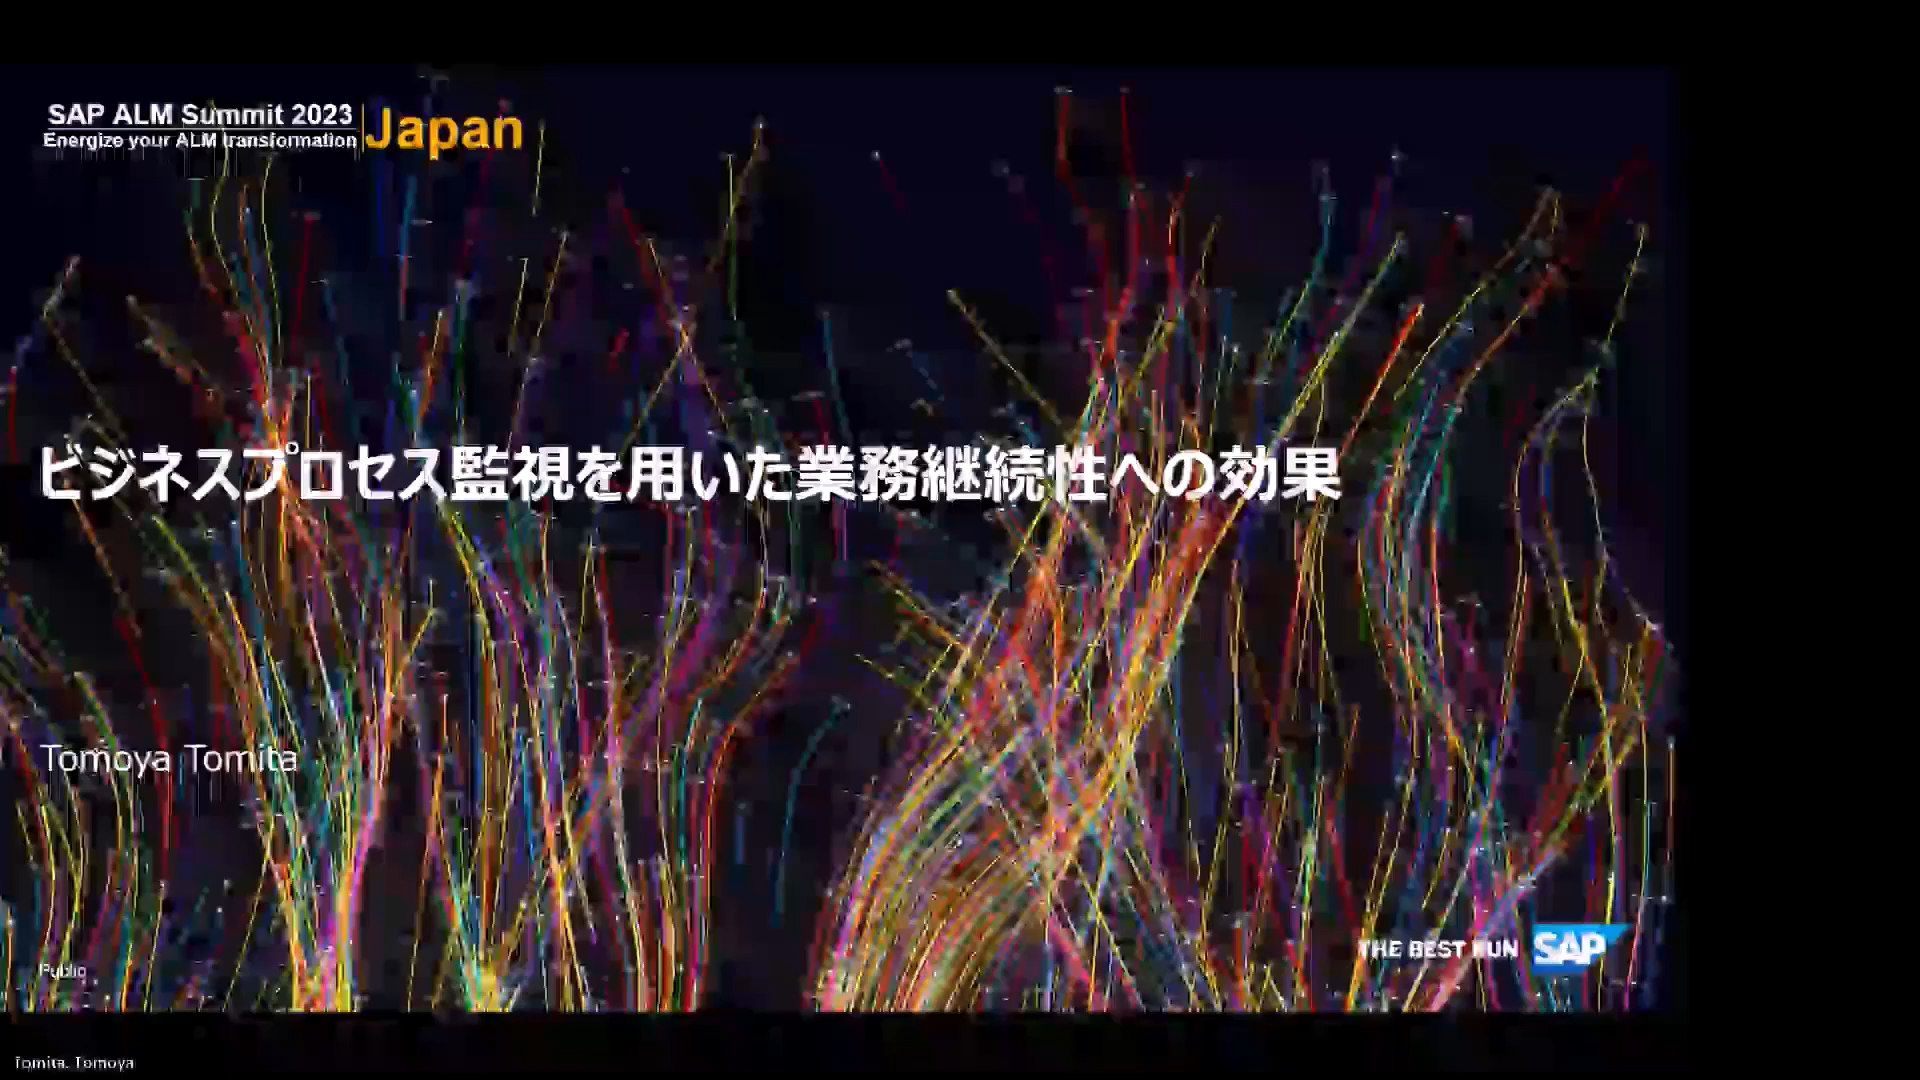 SAP ALM Summit 2023
Energize your ALM transformation
Japan
ビジネスプロセス監視を用いた業務継続性への効果
Tomoya Tomita
Public
THE BEST RUN SAP
Tomita, Tomoya